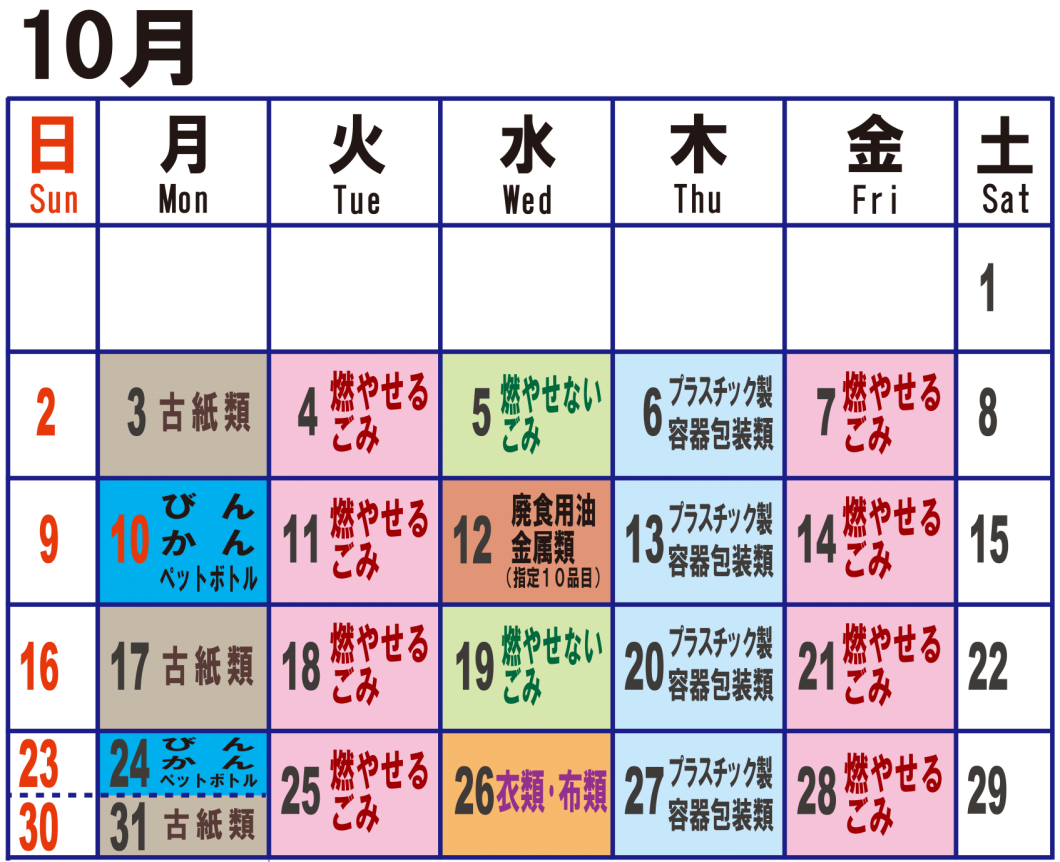 10月
日 月 火 水 木 金 土
Sun Mon Tue Wed Thu Fri Sat
1
2
3 古紙類
4 燃やせる
ごみ
5 燃やせない
ごみ
6 プラスチック製
容器包装類
7 燃やせる
ごみ
8
9
10 びん
かん
ペットボトル
11 燃やせる
ごみ
12 廃食用油
金属類
(指定10品目)
13 プラスチック製
容器包装類
14 燃やせる
ごみ
15
16
17 古紙類
18 燃やせる
ごみ
19 燃やせない
ごみ
20 プラスチック製
容器包装類
21 燃やせる
ごみ
22
23
24 びん
かん
ペットボトル
25 燃やせる
ごみ
26 衣類・布類
27 プラスチック製
容器包装類
28 燃やせる
ごみ
29
30
31 古紙類